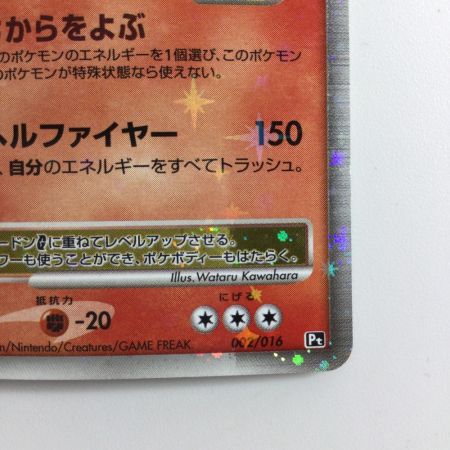 からをよぶ
のポケモンのエネルギーを1個選び、このポケモン
のポケモンが特殊状態なら使えない。
ヘルファイヤー 150
、自分のエネルギーをすべてトラッシュ。
ードン に重ねてレベルアップさせる。
ワーも使うことができ、ポケボディーもはたらく。
Illus. Wataru Kawahara
抵抗力 にげる
-20
n/Nintendo/Creatures/GAME FREAK. 002/016 Pt